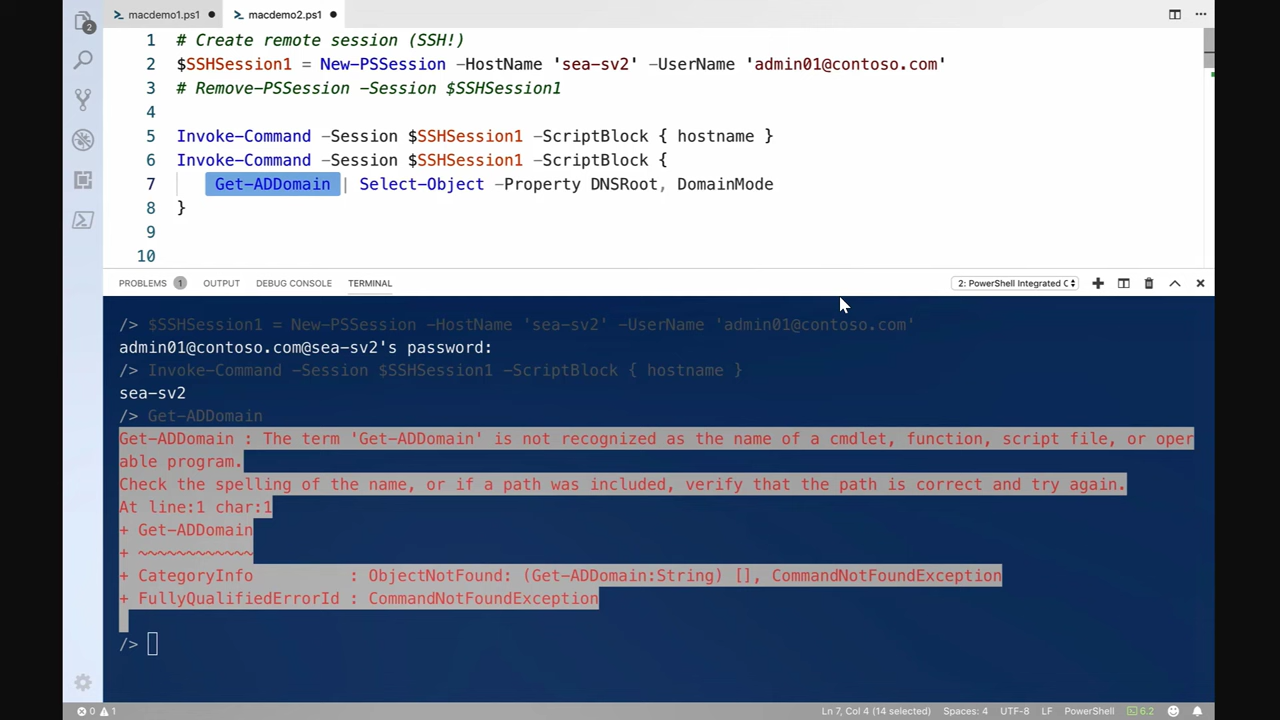 macdemo1.ps1 macdemo2.ps1
2
1 # Create remote session (SSH!)
2 $SSHSession1 = New-PSSession -HostName 'sea-sv2' -UserName 'admin01@contoso.com'
3 # Remove-PSSession -Session $SSHSession1
4
5 Invoke-Command -Session $SSHSession1 -ScriptBlock { hostname }
6 Invoke-Command -Session $SSHSession1 -ScriptBlock {
7 Get-ADDomain | Select-Object -Property DNSRoot, DomainMode
8 }
9
10
PROBLEMS 1 OUTPUT DEBUG CONSOLE TERMINAL 2: PowerShell Integrated C
/> $SSHSession1 = New-PSSession -HostName 'sea-sv2' -UserName 'admin01@contoso.com'
admin01@contoso.com@sea-sv2's password:
/> Invoke-Command -Session $SSHSession1 -ScriptBlock { hostname }
sea-sv2
/> Get-ADDomain
Get-ADDomain : The term 'Get-ADDomain' is not recognized as the name of a cmdlet, function, script file, or oper
able program.
Check the spelling of the name, or if a path was included, verify that the path is correct and try again.
At line:1 char:1
+ Get-ADDomain
+ ~~~~~~~~~~~~
+ CategoryInfo : ObjectNotFound: (Get-ADDomain:String) [], CommandNotFoundException
+ FullyQualifiedErrorId : CommandNotFoundException
/>
0 1 Ln 7, Col 4 (14 selected) Spaces: 4 UTF-8 LF PowerShell 6.2